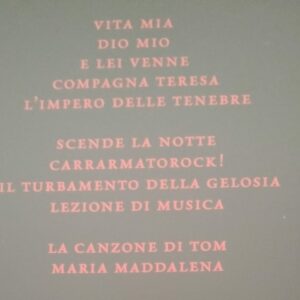 VITA MIA
DIO MIO
E LEI VENNE
COMPAGNA TERESA
L'IMPERO DELLE TENEBRE
SCENDE LA NOTTE
CARRARMATOROCK!
IL TURBAMENTO DELLA GELOSIA
LEZIONE DI MUSICA
LA CANZONE DI TOM
MARIA MADDALENA